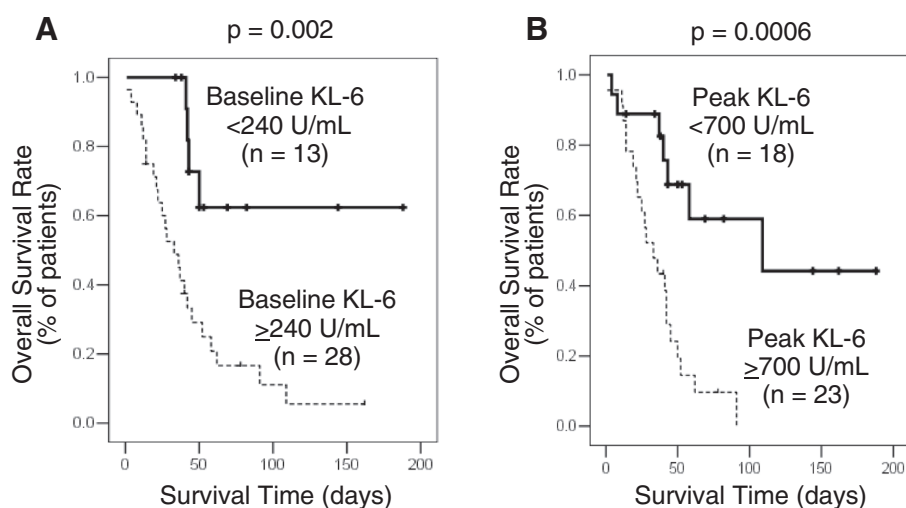 A
p = 0.002
Overall Survival Rate
(% of patients)
1.0
0.8
0.6
0.4
0.2
0.0
Baseline KL-6
<240 U/mL
(n = 13)
Baseline KL-6
≥240 U/mL
(n = 28)
0
50
100
150
200
Survival Time (days)
B
p = 0.0006
Overall Survival Rate
(% of patients)
1.0
0.8
0.6
0.4
0.2
0.0
Peak KL-6
<700 U/mL
(n = 18)
Peak KL-6
≥700 U/mL
(n = 23)
0
50
100
150
200
Survival Time (days)